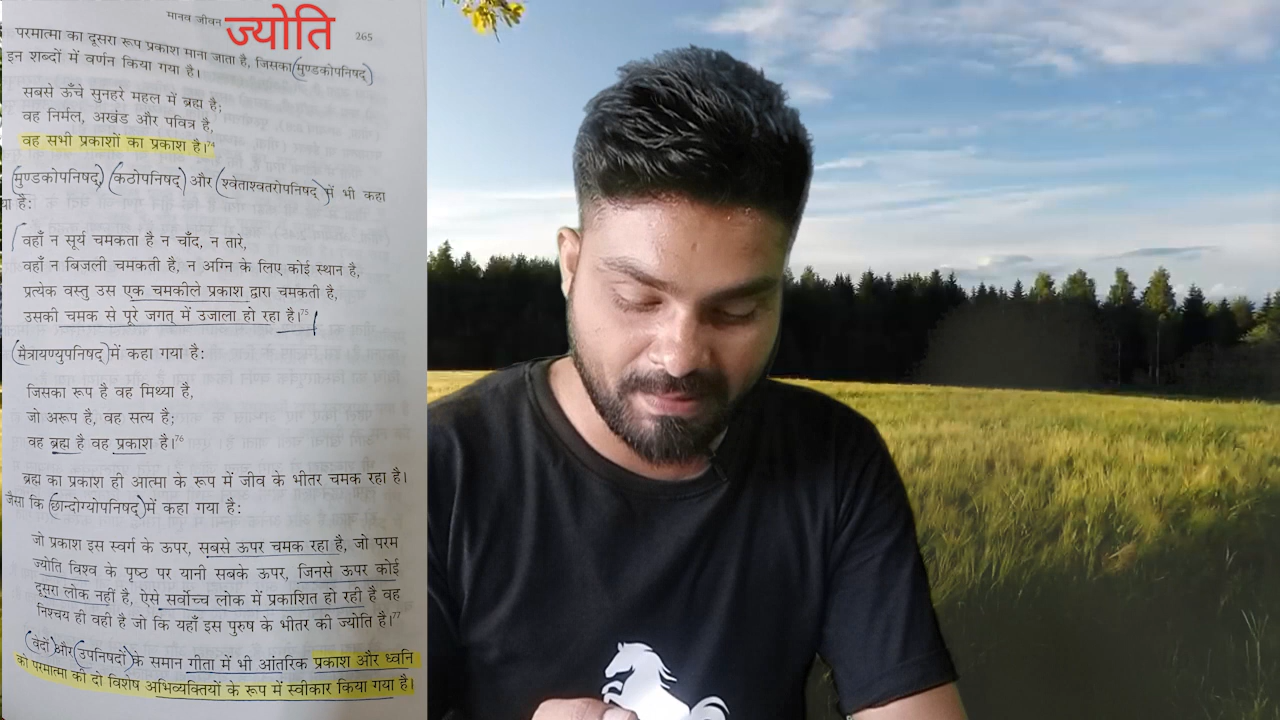 मानव जीवन
ज्योति
265
परमात्मा का दूसरा रूप प्रकाश माना जाता है, जिसका (मुण्डकोपनिषद्)
इन शब्दों में वर्णन किया गया है।
सबसे ऊँचे सुनहरे महल में ब्रह्म है;
वह निर्मल, अखंड और पवित्र है,
वह सभी प्रकाशों का प्रकाश है।74
(मुण्डकोपनिषद्) (कठोपनिषद्) और (श्वेताश्वतरोपनिषद्) में भी कहा
या है:
वहाँ न सूर्य चमकता है न चाँद, न तारे,
वहाँ न बिजली चमकती है, न अग्नि के लिए कोई स्थान है,
प्रत्येक वस्तु उस एक चमकीले प्रकाश द्वारा चमकती है,
उसकी चमक से पूरे जगत् में उजाला हो रहा है।75
(मैत्रायण्युपनिषद्) में कहा गया है:
जिसका रूप है वह मिथ्या है,
जो अरूप है, वह सत्य है;
वह ब्रह्म है वह प्रकाश है।76
ब्रह्म का प्रकाश ही आत्मा के रूप में जीव के भीतर चमक रहा है।
जैसा कि (छान्दोग्योपनिषद्) में कहा गया है:
जो प्रकाश इस स्वर्ग के ऊपर, सबसे ऊपर चमक रहा है, जो परम
ज्योति विश्व के पृष्ठ पर यानी सबके ऊपर, जिनसे ऊपर कोई
दूसरा लोक नहीं है, ऐसे सर्वोच्च लोक में प्रकाशित हो रही है वह
निश्चय ही वही है जो कि यहाँ इस पुरुष के भीतर की ज्योति है।77
(वेदों) और (उपनिषदों) के समान गीता में भी आंतरिक प्रकाश और ध्वनि
को परमात्मा की दो विशेष अभिव्यक्तियों के रूप में स्वीकार किया गया है।